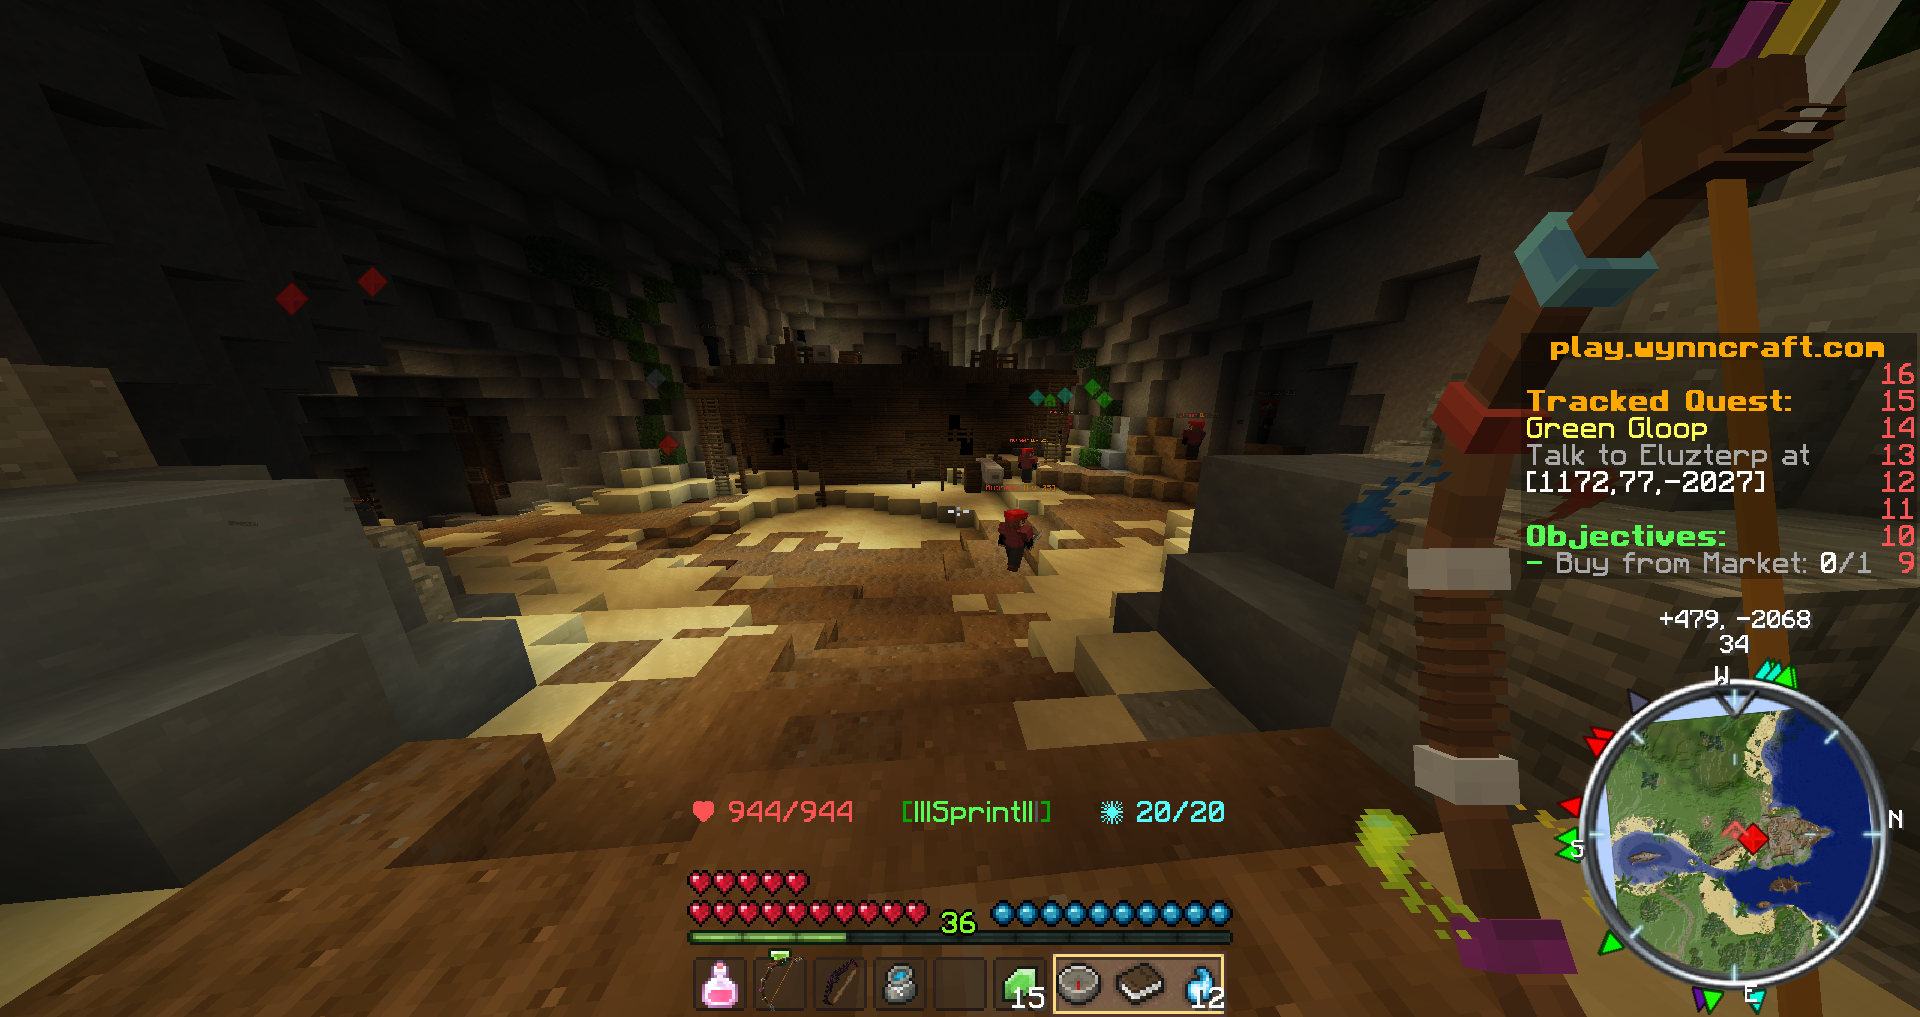 play.wynncraft.com
16
Tracked Quest: 15
Green Gloop 14
Talk to Eluzterp at 13
[1172,77,-2027] 12
11
Objectives: 10
- Buy from Market: 0/1 9
+479, -2068
34
W
N
S
E
944/944 [|||Sprint|||] 20/20
36
15 12